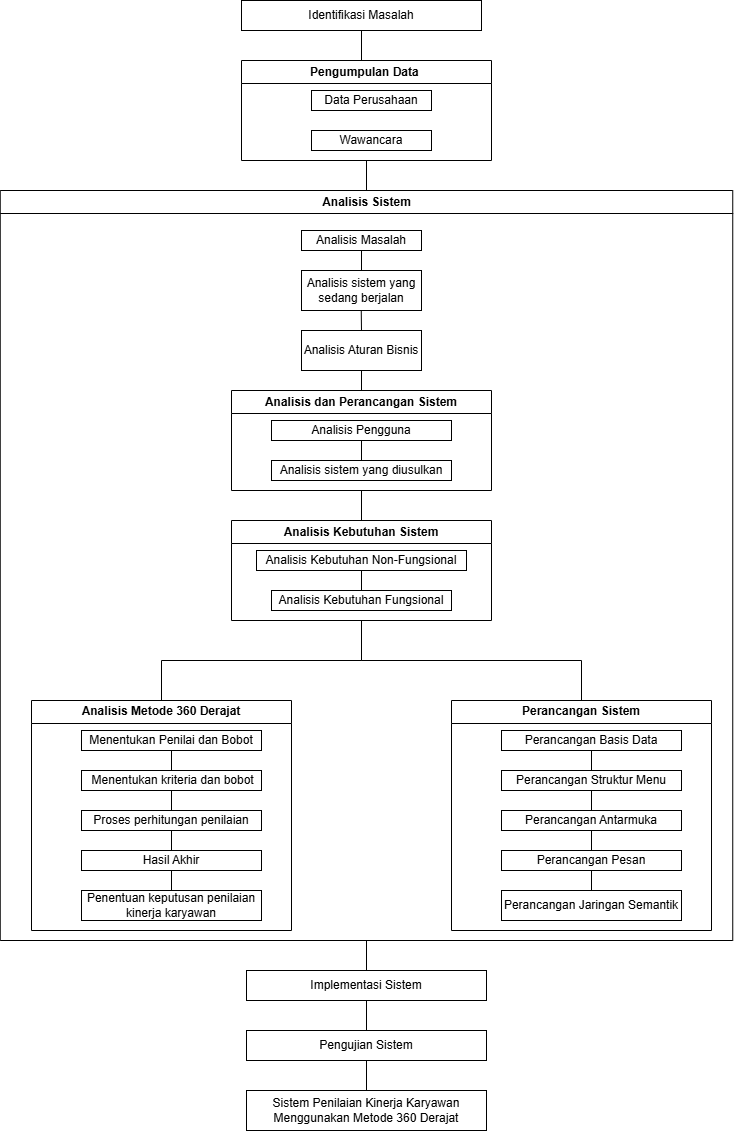 Identifikasi Masalah
Pengumpulan Data
Data Perusahaan
Wawancara
Analisis Sistem
Analisis Masalah
Analisis sistem yang
sedang berjalan
Analisis Aturan Bisnis
Analisis dan Perancangan Sistem
Analisis Pengguna
Analisis sistem yang diusulkan
Analisis Kebutuhan Sistem
Analisis Kebutuhan Non-Fungsional
Analisis Kebutuhan Fungsional
Analisis Metode 360 Derajat
Menentukan Penilai dan Bobot
Menentukan kriteria dan bobot
Proses perhitungan penilaian
Hasil Akhir
Penentuan keputusan penilaian
kinerja karyawan
Perancangan Sistem
Perancangan Basis Data
Perancangan Struktur Menu
Perancangan Antarmuka
Perancangan Pesan
Perancangan Jaringan Semantik
Implementasi Sistem
Pengujian Sistem
Sistem Penilaian Kinerja Karyawan
Menggunakan Metode 360 Derajat